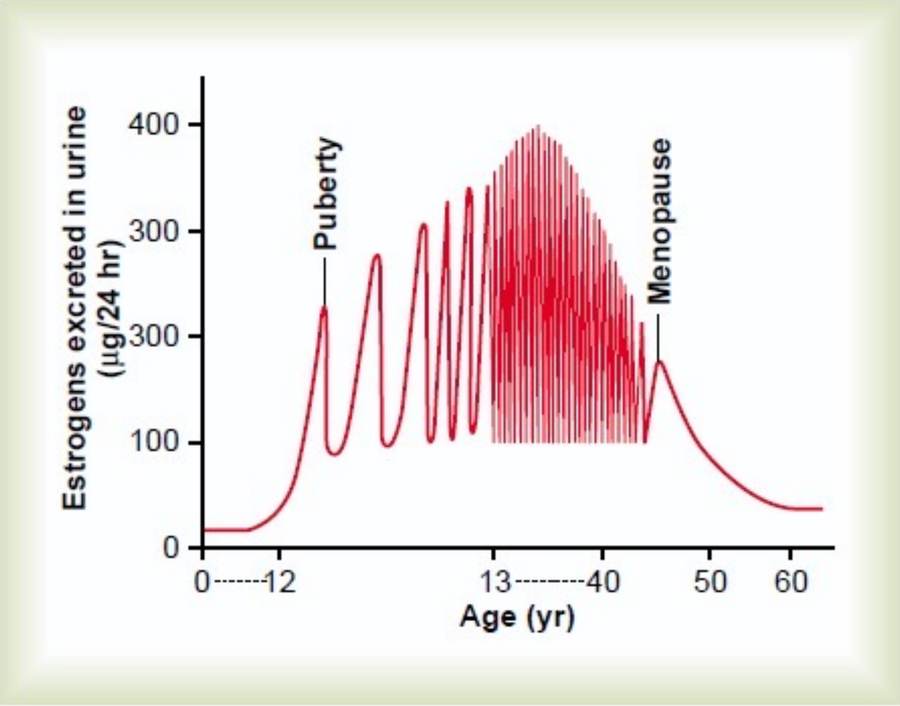 Estrogens excreted in urine
(µg/24 hr)
400
300
300
100
0
Puberty
Menopause
0-------12
13--------40
50
60
Age (yr)